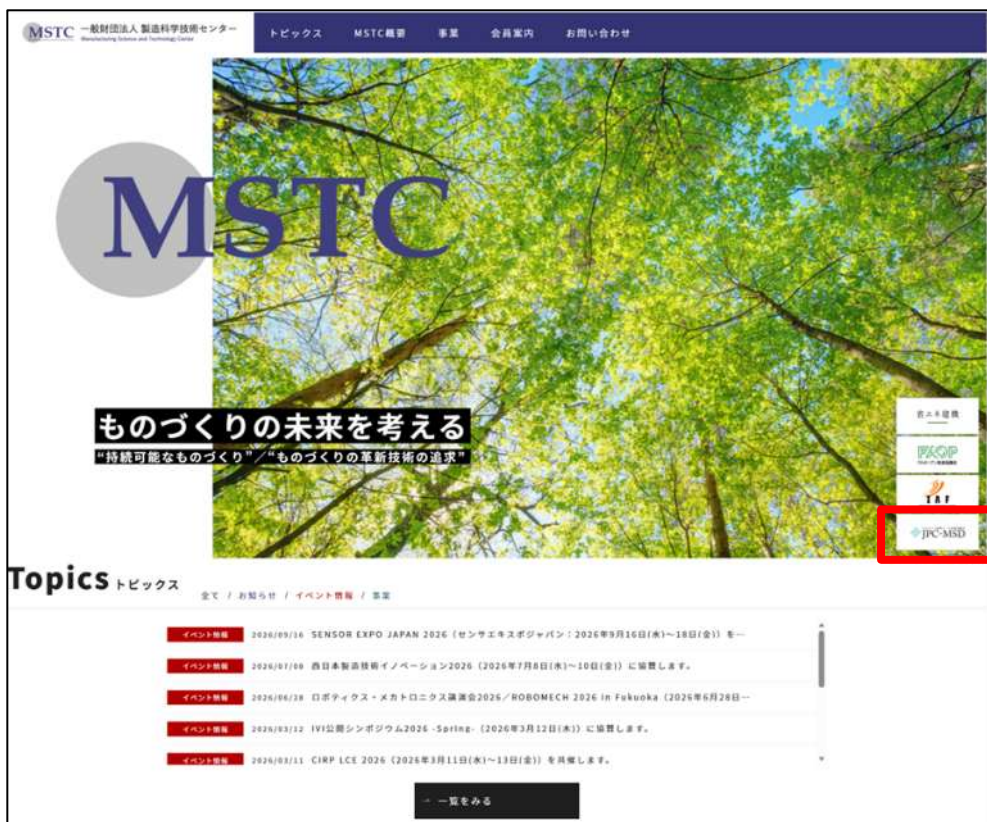 MSTC 一般財団法人 製造科学技術センター
Manufacturing Science and Technology Center
トピックス MSTC概要 事業 会員案内 お問い合わせ
MSTC
ものづくりの未来を考える
“持続可能なものづくり”／“ものづくりの革新技術の追求”
省エネ建機
FAOP
IAF
JPC-MSD
Topics トピックス
全て / お知らせ / イベント情報 / 事業
イベント情報 2026/09/16 SENSOR EXPO JAPAN 2026（センサエキスポジャパン：2026年9月16日(水)～18日(金)）を…
イベント情報 2026/07/08 西日本製造技術イノベーション2026（2026年7月8日(水)～10日(金)）に協賛します。
イベント情報 2026/06/28 ロボティクス・メカトロニクス講演会2026／ROBOMECH 2026 in Fukuoka（2026年6月28日…
イベント情報 2026/03/12 IVI公開シンポジウム2026 -Spring-（2026年3月12日(木)）に協賛します。
イベント情報 2026/03/11 CIRP LCE 2026（2026年3月11日(水)～13日(金)）を共催します。
→ 一覧をみる